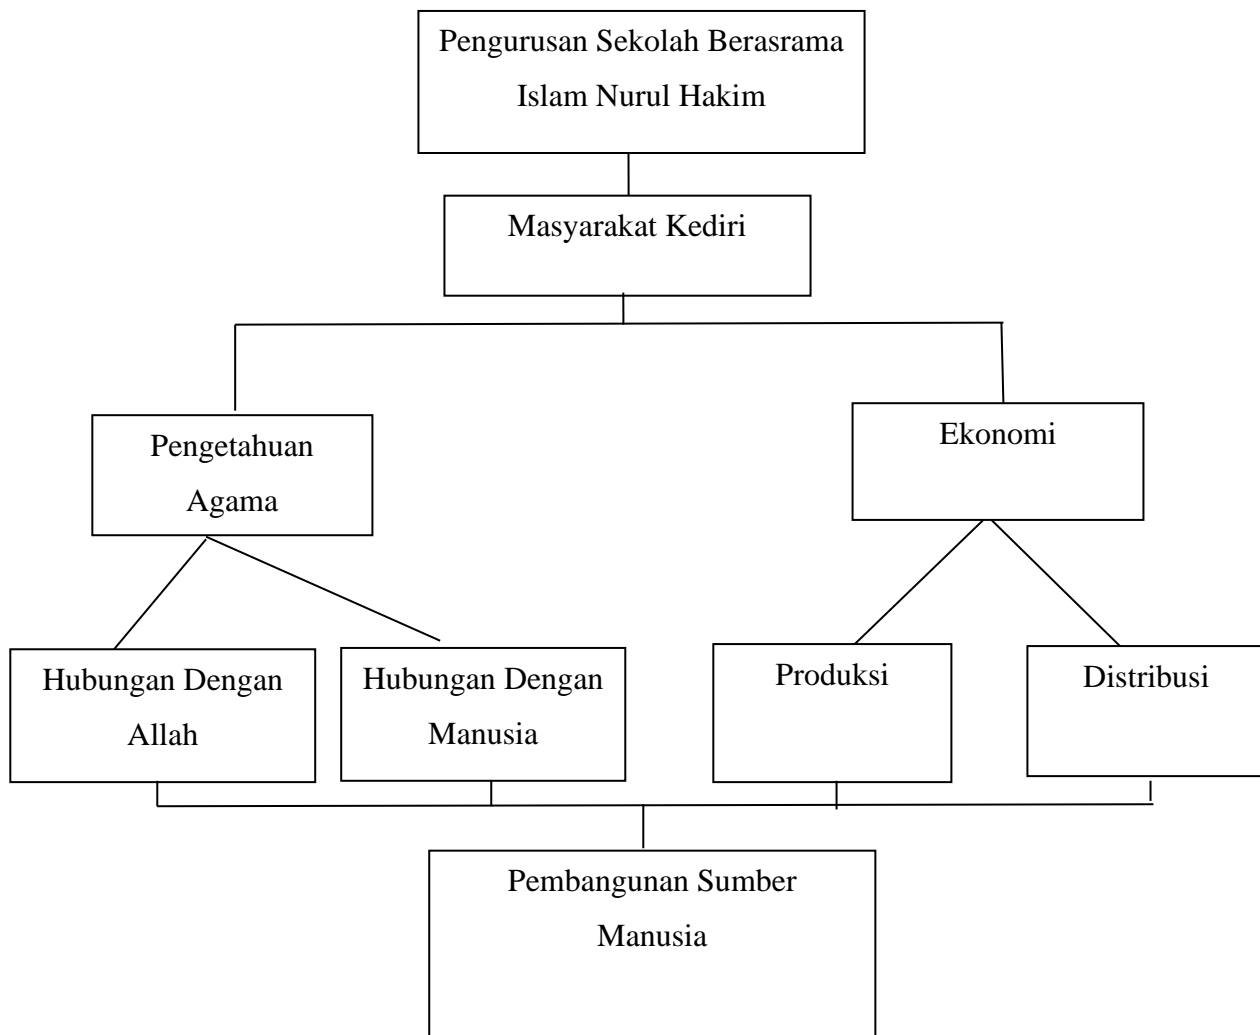 Pengurusan Sekolah Berasrama
Islam Nurul Hakim
Masyarakat Kediri
Pengetahuan
Agama
Ekonomi
Hubungan Dengan
Allah
Hubungan Dengan
Manusia
Produksi
Distribusi
Pembangunan Sumber
Manusia